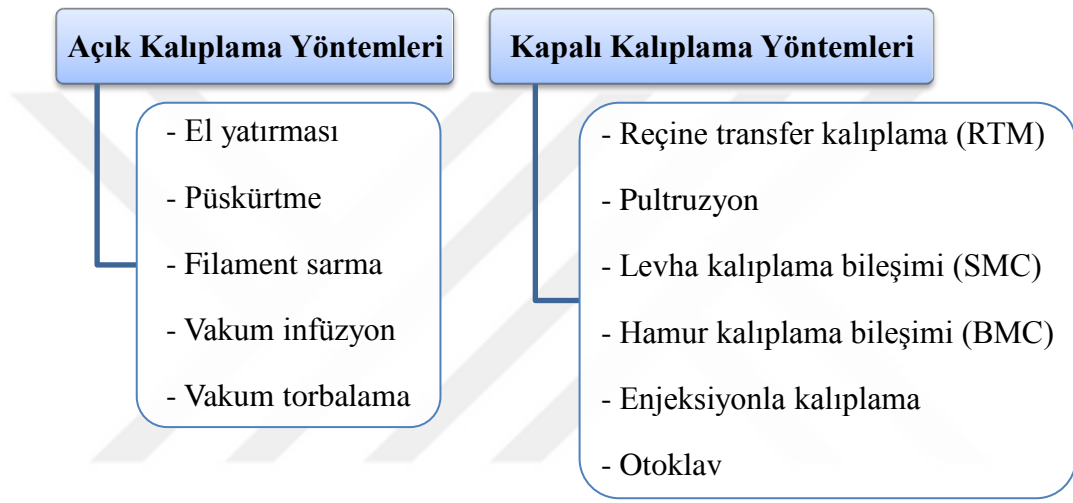 Açık Kalıplama Yöntemleri
- El yatırması
- Püskürtme
- Filament sarma
- Vakum infüzyon
- Vakum torbalama
Kapalı Kalıplama Yöntemleri
- Reçine transfer kalıplama (RTM)
- Pultruzyon
- Levha kalıplama bileşimi (SMC)
- Hamur kalıplama bileşimi (BMC)
- Enjeksiyonla kalıplama
- Otoklav